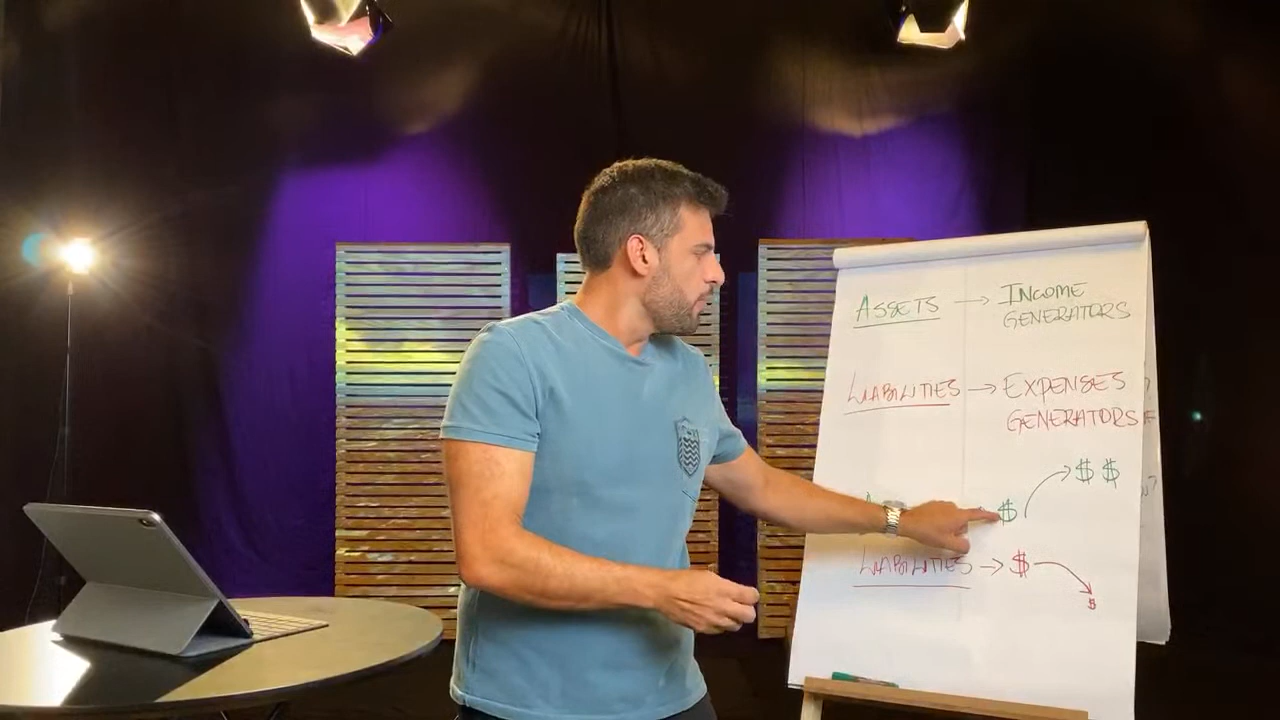 ASSETS → INCOME
GENERATORS
LIABILITIES → EXPENSES
GENERATORS
$ $ $
LIABILITIES → $
$